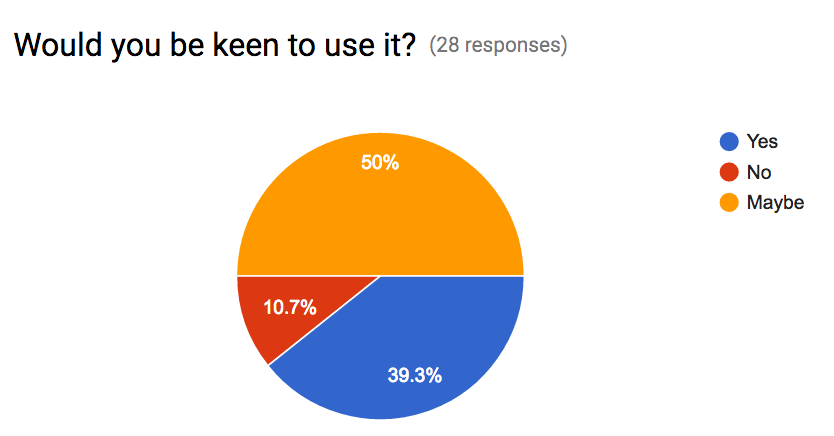 Would you be keen to use it? (28 responses)
Yes
No
Maybe
50%
10.7%
39.3%